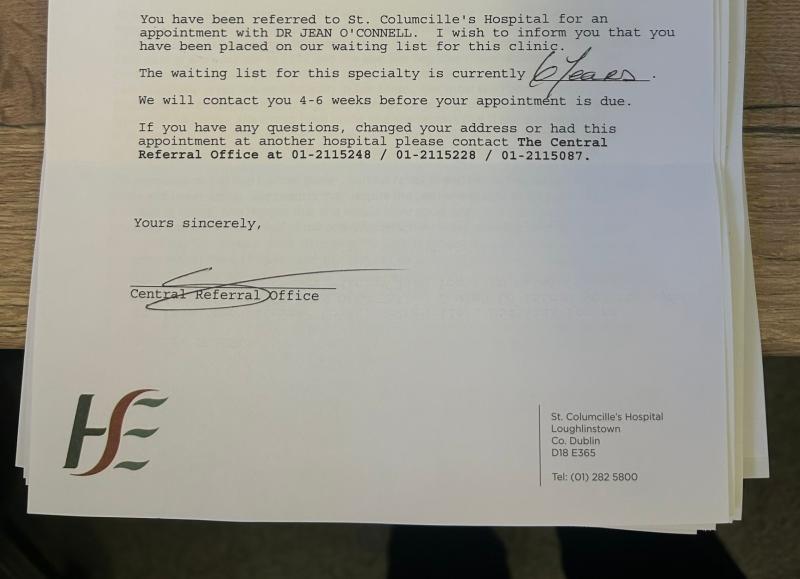 You have been referred to St. Columcille's Hospital for an
appointment with DR JEAN O'CONNELL.  I wish to inform you that you
have been placed on our waiting list for this clinic.
The waiting list for this specialty is currently 6 Years.
We will contact you 4-6 weeks before your appointment is due.
If you have any questions, changed your address or had this
appointment at another hospital please contact The Central
Referral Office at 01-2115248 / 01-2115228 / 01-2115087.
Yours sincerely,
Central Referral Office
HSE
St. Columcille's Hospital
Loughlinstown
Co. Dublin
D18 E365
Tel: (01) 282 5800